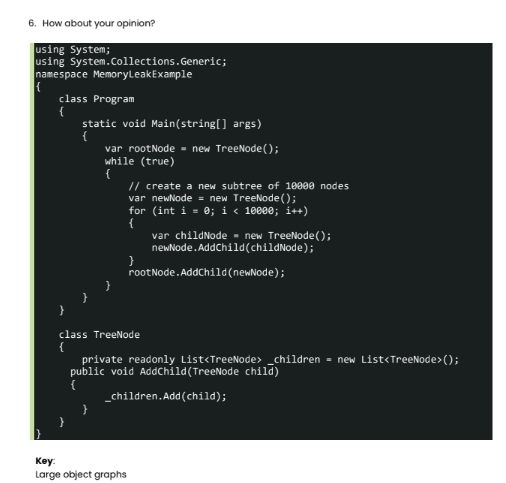 6. How about your opinion?
using System;
using System.Collections.Generic;
namespace MemoryLeakExample
{
    class Program
    {
        static void Main(string[] args)
        {
            var rootNode = new TreeNode();
            while (true)
            {
                // create a new subtree of 10000 nodes
                var newNode = new TreeNode();
                for (int i = 0; i < 10000; i++)
                {
                    var childNode = new TreeNode();
                    newNode.AddChild(childNode);
                }
                rootNode.AddChild(newNode);
            }
        }
    }
    class TreeNode
    {
        private readonly List<TreeNode> _children = new List<TreeNode>();
      public void AddChild(TreeNode child)
      {
            _children.Add(child);
        }
    }
}
Key:
Large object graphs